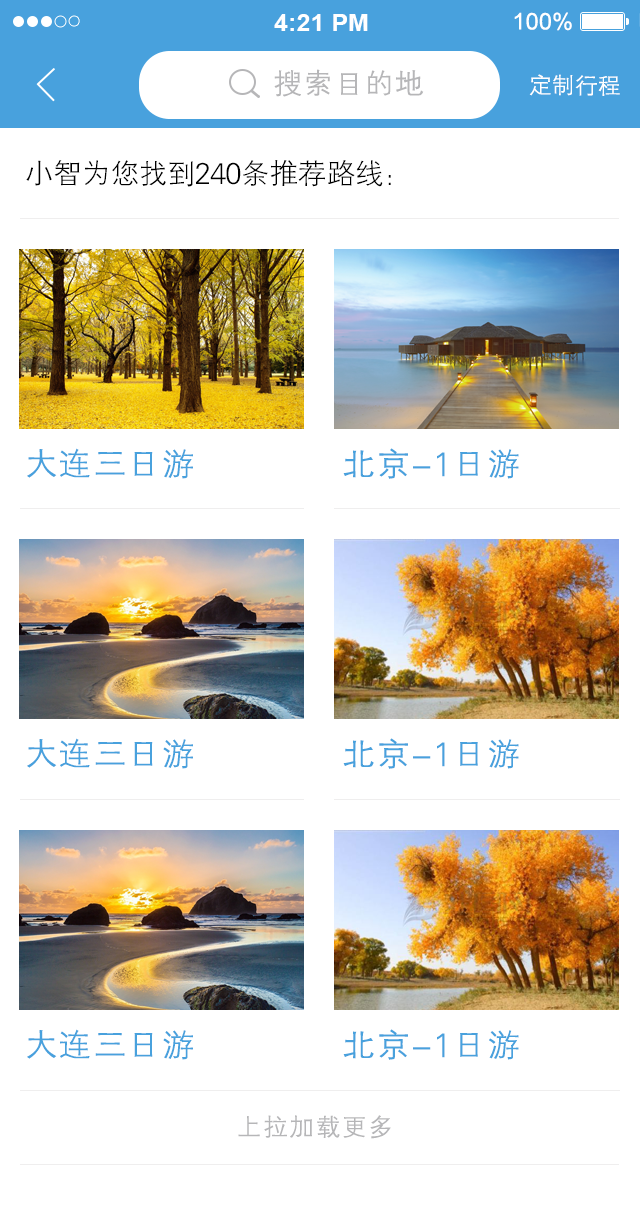 4:21 PM
100%
搜索目的地
定制行程
小智为您找到240条推荐路线：
大连三日游
北京-1日游
大连三日游
北京-1日游
大连三日游
北京-1日游
上拉加载更多